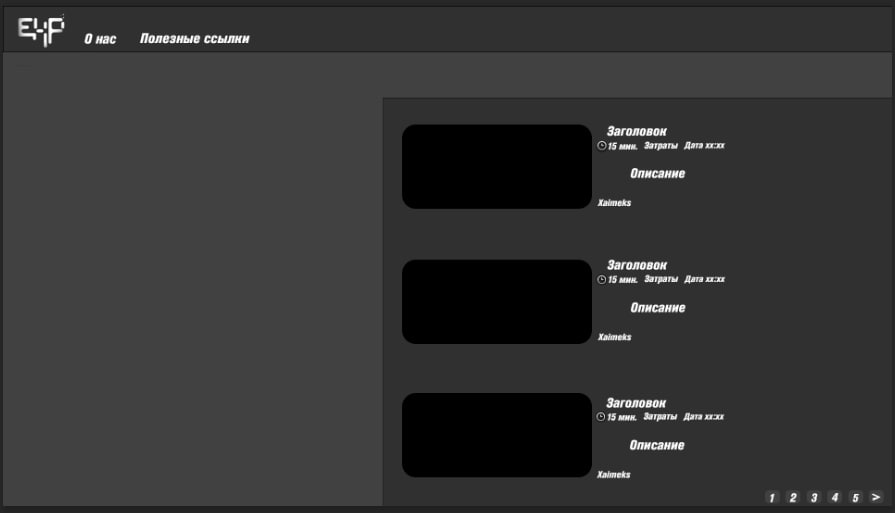 О нас Полезные ссылки
Заголовок
15 мин. Затраты Дата xx:xx
Описание
Xaimeks
Заголовок
15 мин. Затраты Дата xx:xx
Описание
Xaimeks
Заголовок
15 мин. Затраты Дата xx:xx
Описание
Xaimeks
1 2 3 4 5 >